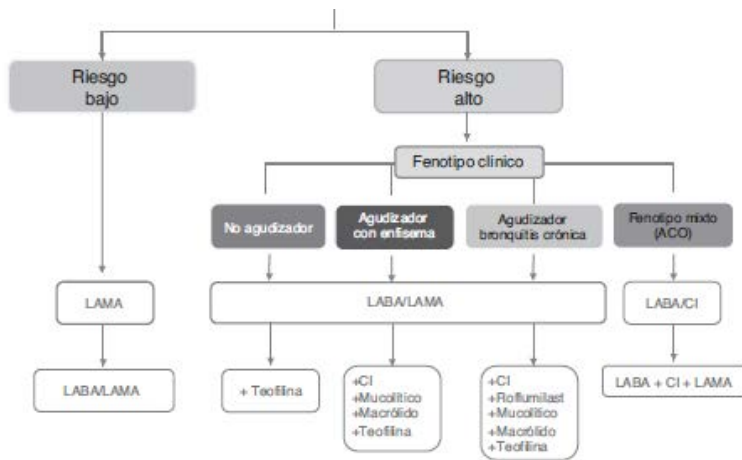 Riesgo
bajo
Riesgo
alto
Fenotipo clínico
No agudizador
Agudizador
con enfisema
Agudizador
bronquitis crónica
Fenotipo mixto
(ACO)
LAMA
LABA/LAMA
LABA/CI
LABA/LAMA
+ Teofilina
+CI
+Mucolítico
+Macrólido
+Teofilina
+CI
+Roflumilast
+Mucolítico
+Macrólido
+Teofilina
LABA + CI + LAMA